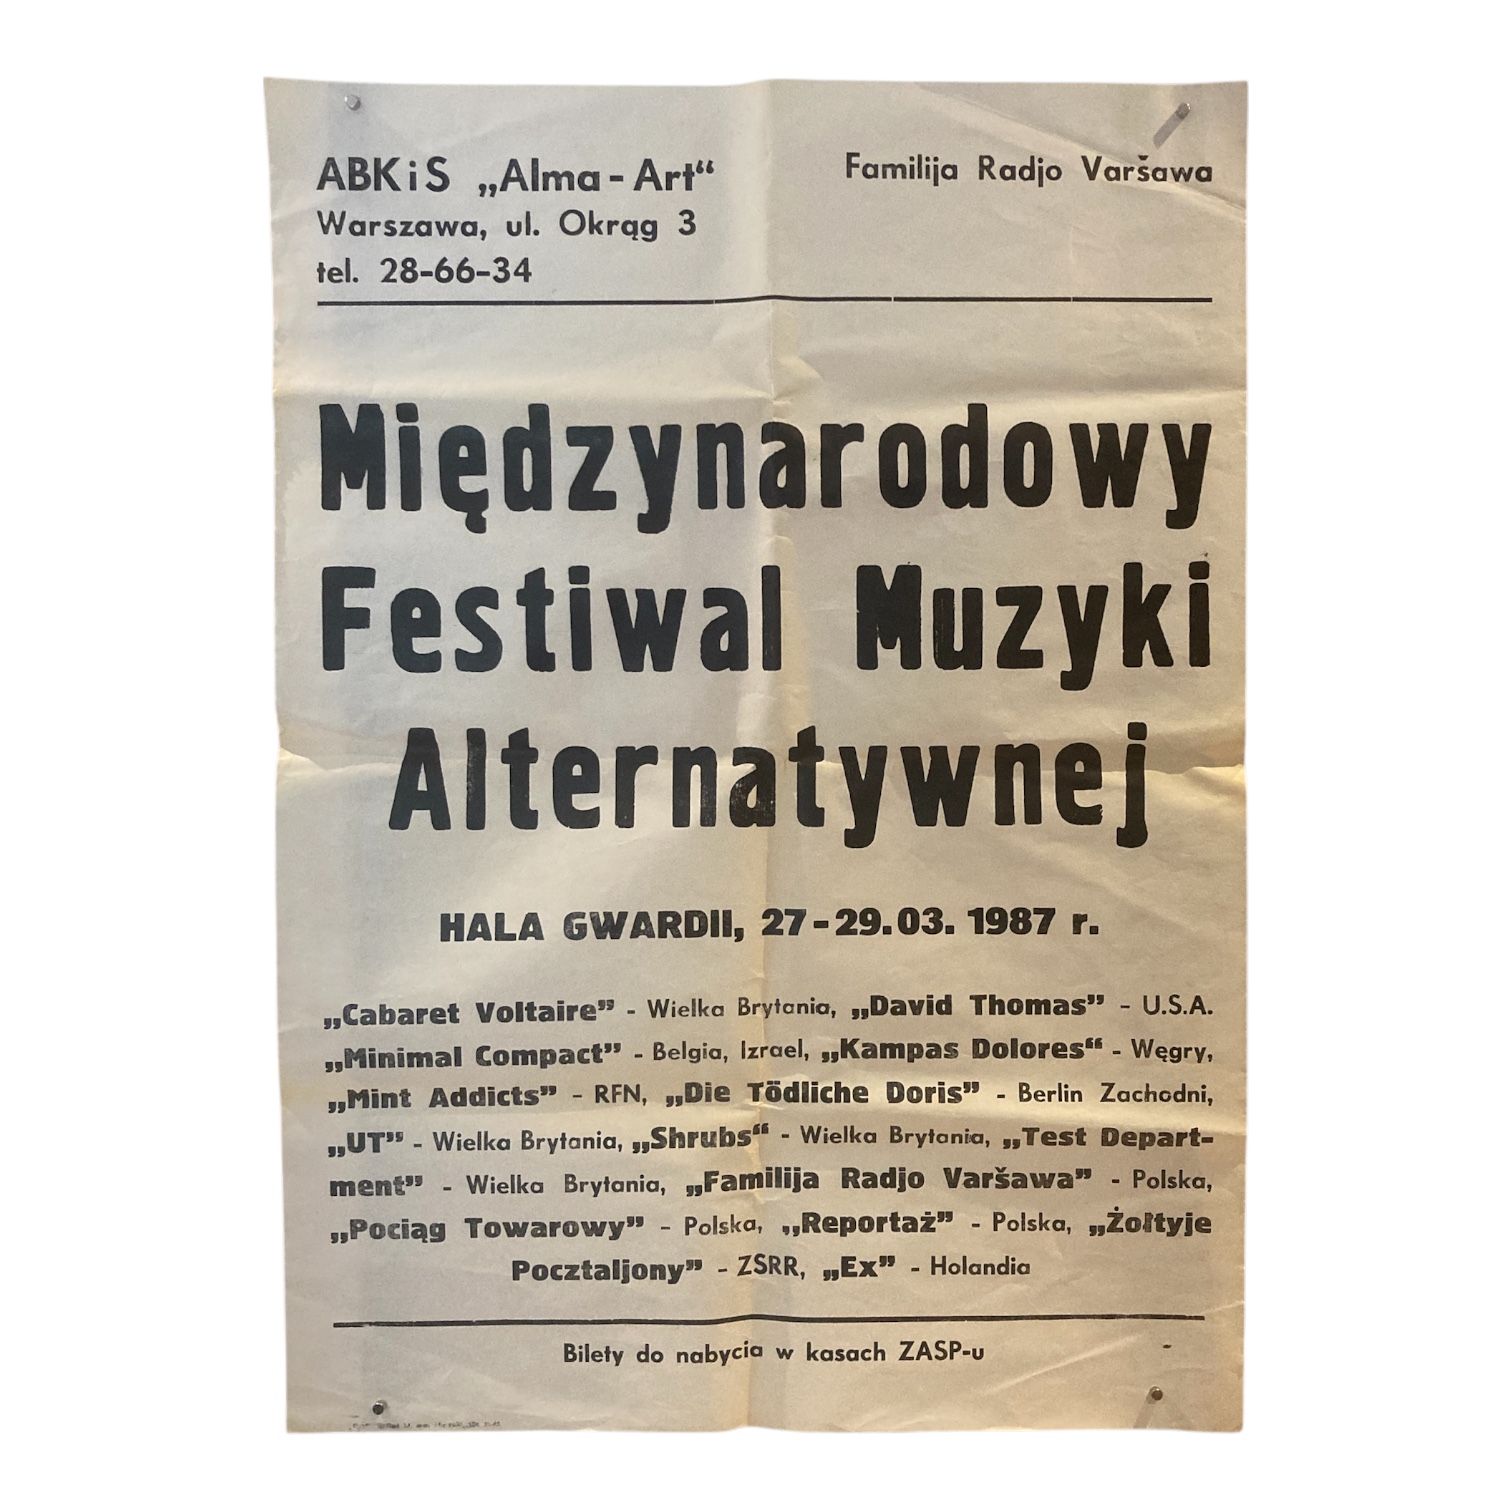 ABKiS „Alma-Art“
Warszawa, ul. Okrąg 3
tel. 28-66-34
Familija Radjo Varšawa
Międzynarodowy
Festiwal Muzyki
Alternatywnej
HALA GWARDII, 27-29.03. 1987 r.
„Cabaret Voltaire” - Wielka Brytania, „David Thomas” - U.S.A.
„Minimal Compact” - Belgia, Izrael, „Kampas Dolores“ - Węgry,
„Mint Addicts” - RFN, „Die Tödliche Doris” - Berlin Zachodni,
„UT” - Wielka Brytania, „Shrubs“ - Wielka Brytania, „Test Depart-
ment” - Wielka Brytania, „Familija Radjo Varšawa” - Polska,
„Pociąg Towarowy” - Polska, „Reportaż” - Polska, „Żołtyje
Pocztaljony” - ZSRR, „Ex” - Holandia
Bilety do nabycia w kasach ZASP-u